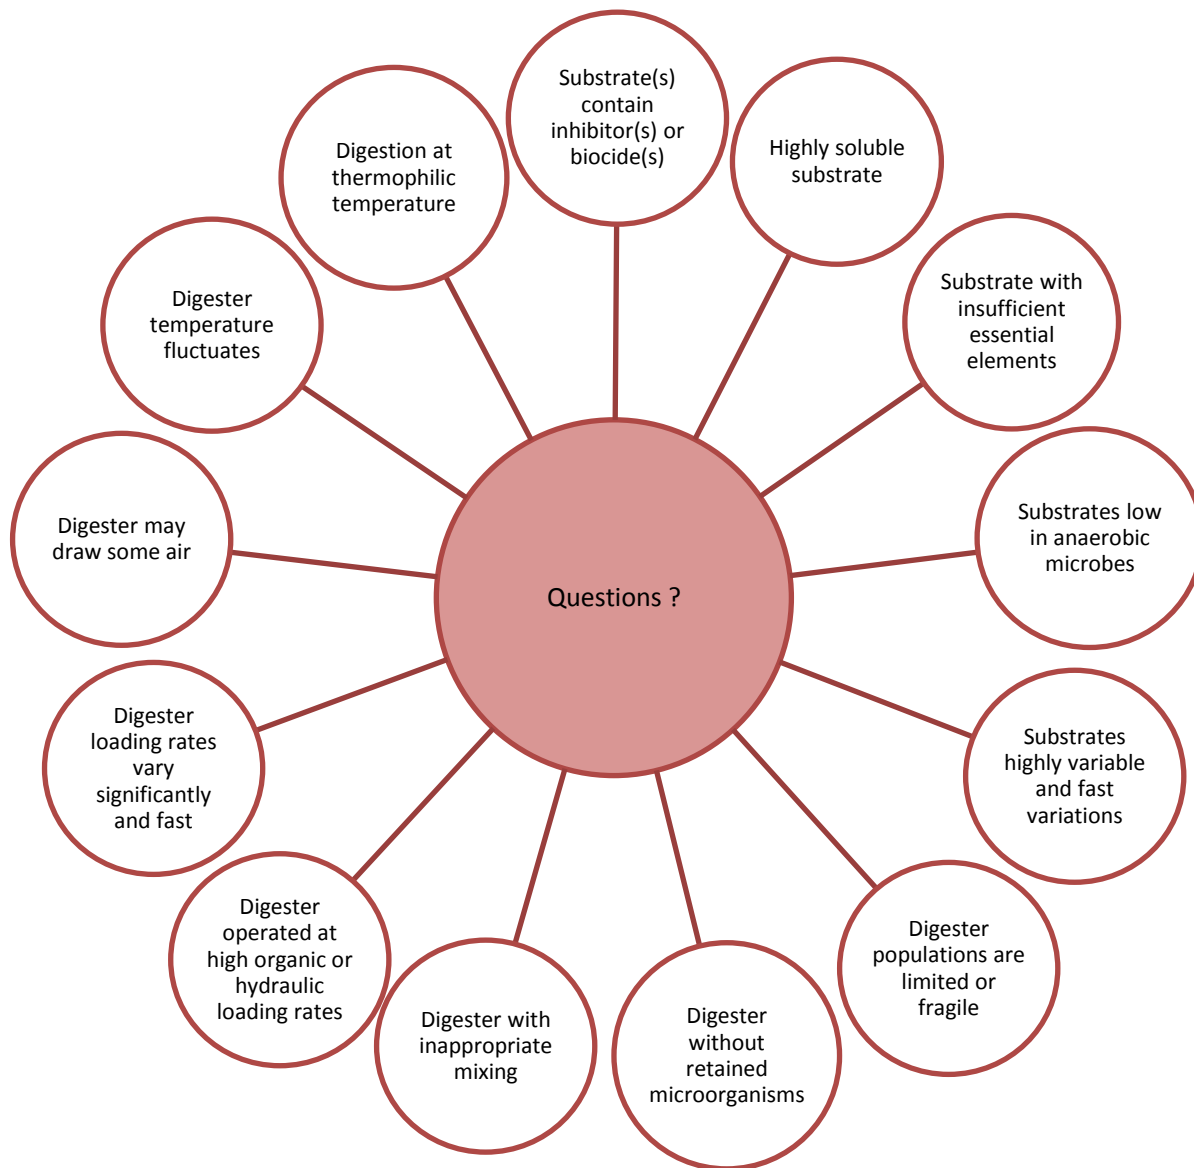 Substrate(s)
contain
inhibitor(s) or
biocide(s)
Highly soluble
substrate
Substrate with
insufficient
essential
elements
Substrates low
in anaerobic
microbes
Substrates
highly variable
and fast
variations
Digester
populations are
limited or
fragile
Digester
without
retained
microorganisms
Digester with
inappropriate
mixing
Digester
operated at
high organic or
hydraulic
loading rates
Digester
loading rates
vary
significantly
and fast
Digester may
draw some air
Digester
temperature
fluctuates
Digestion at
thermophilic
temperature
Questions ?